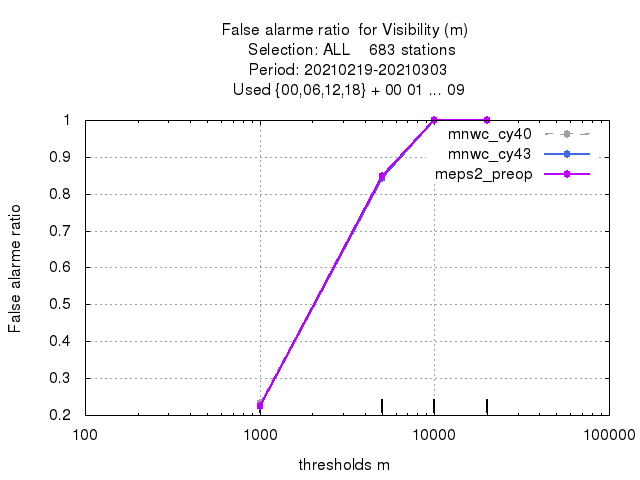 False alarme ratio  for Visibility (m)
Selection: ALL    683 stations
Period: 20210219-20210303
Used {00,06,12,18} + 00 01 ... 09
1
0.9
0.8
0.7
0.6
0.5
0.4
0.3
0.2
False alarme ratio
mnwc_cy40
mnwc_cy43
meps2_preop
100 1000 10000 100000
thresholds m